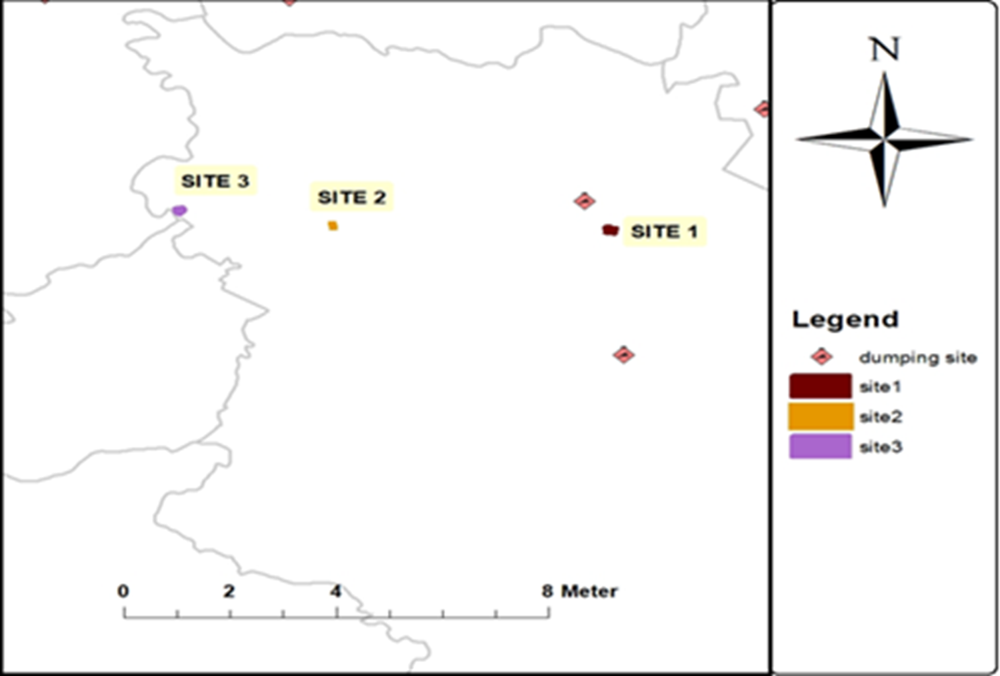 N
SITE 3
SITE 2
SITE 1
Legend
dumping site
site1
site2
site3
0 2 4 8 Meter